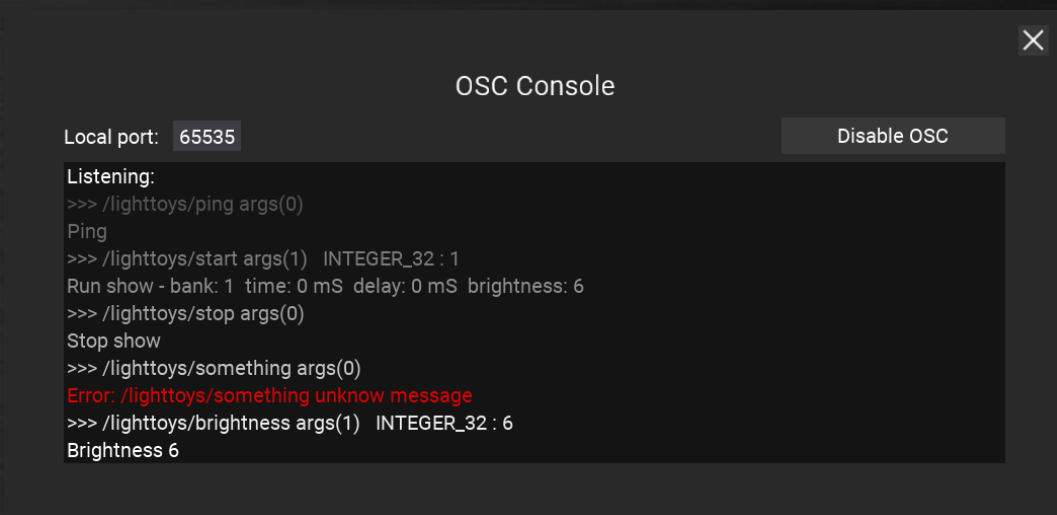 OSC Console
Local port: 65535 Disable OSC
Listening:
>>> /lighttoys/ping args(0)
Ping
>>> /lighttoys/start args(1) INTEGER_32 : 1
Run show - bank: 1 time: 0 mS delay: 0 mS brightness: 6
>>> /lighttoys/stop args(0)
Stop show
>>> /lighttoys/something args(0)
Error: /lighttoys/something unknow message
>>> /lighttoys/brightness args(1) INTEGER_32 : 6
Brightness 6